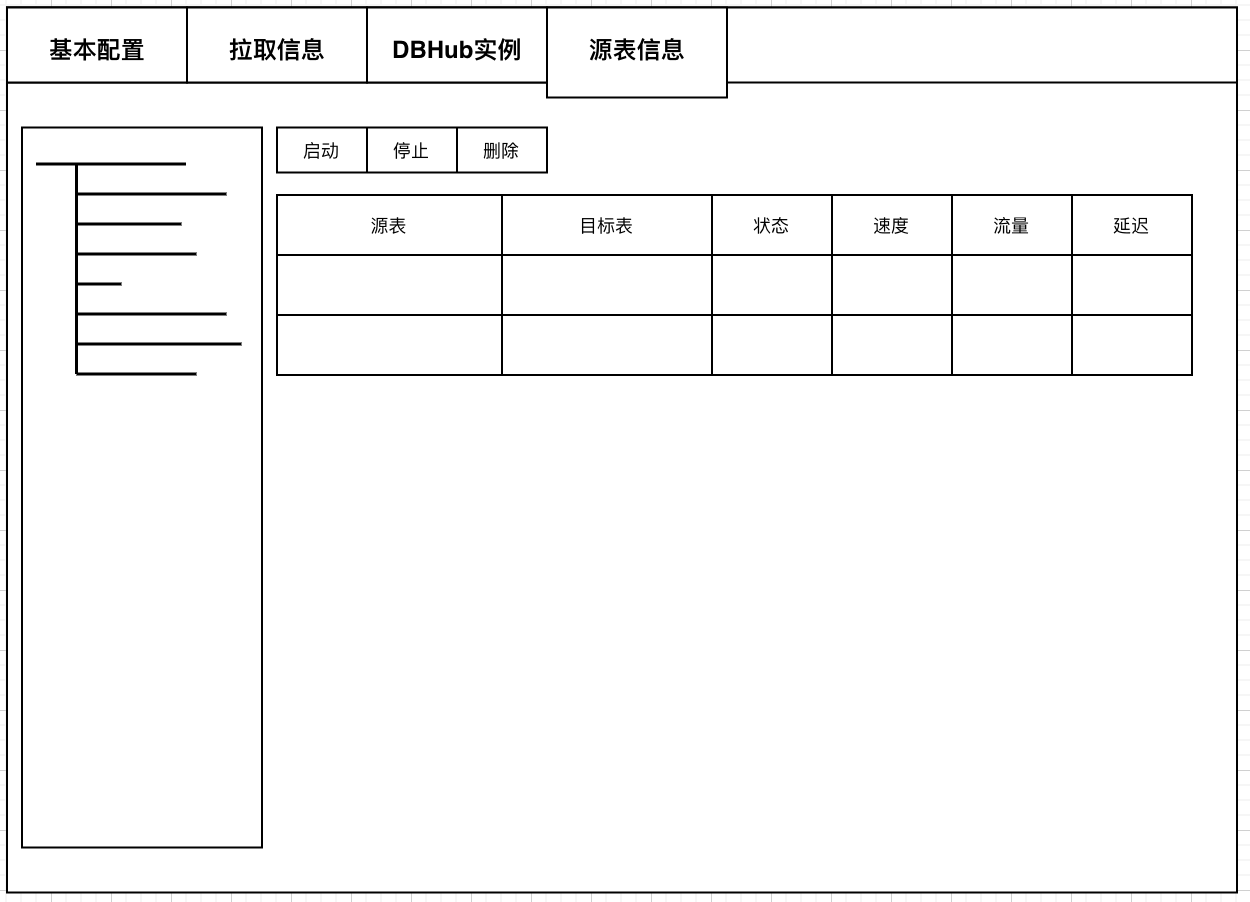 基本配置
拉取信息
DBHub实例
源表信息
启动
停止
删除
源表
目标表
状态
速度
流量
延迟